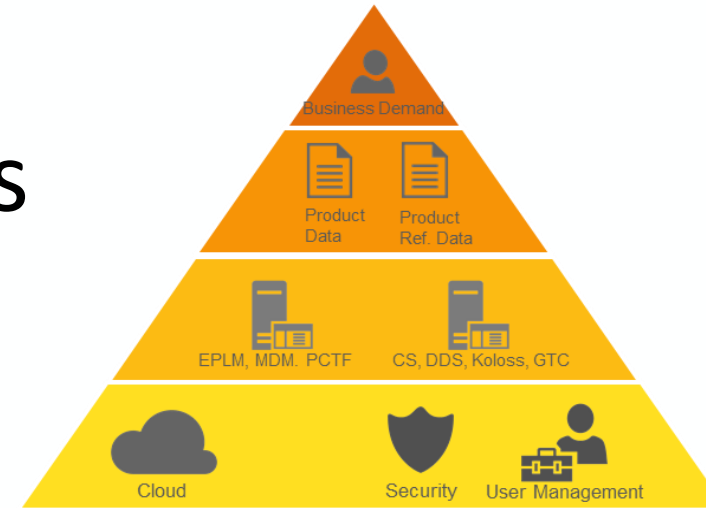 s
Business Demand
Product Product
Data Ref. Data
EPLM, MDM. PCTF CS, DDS, Koloss, GTC
Cloud Security User Management